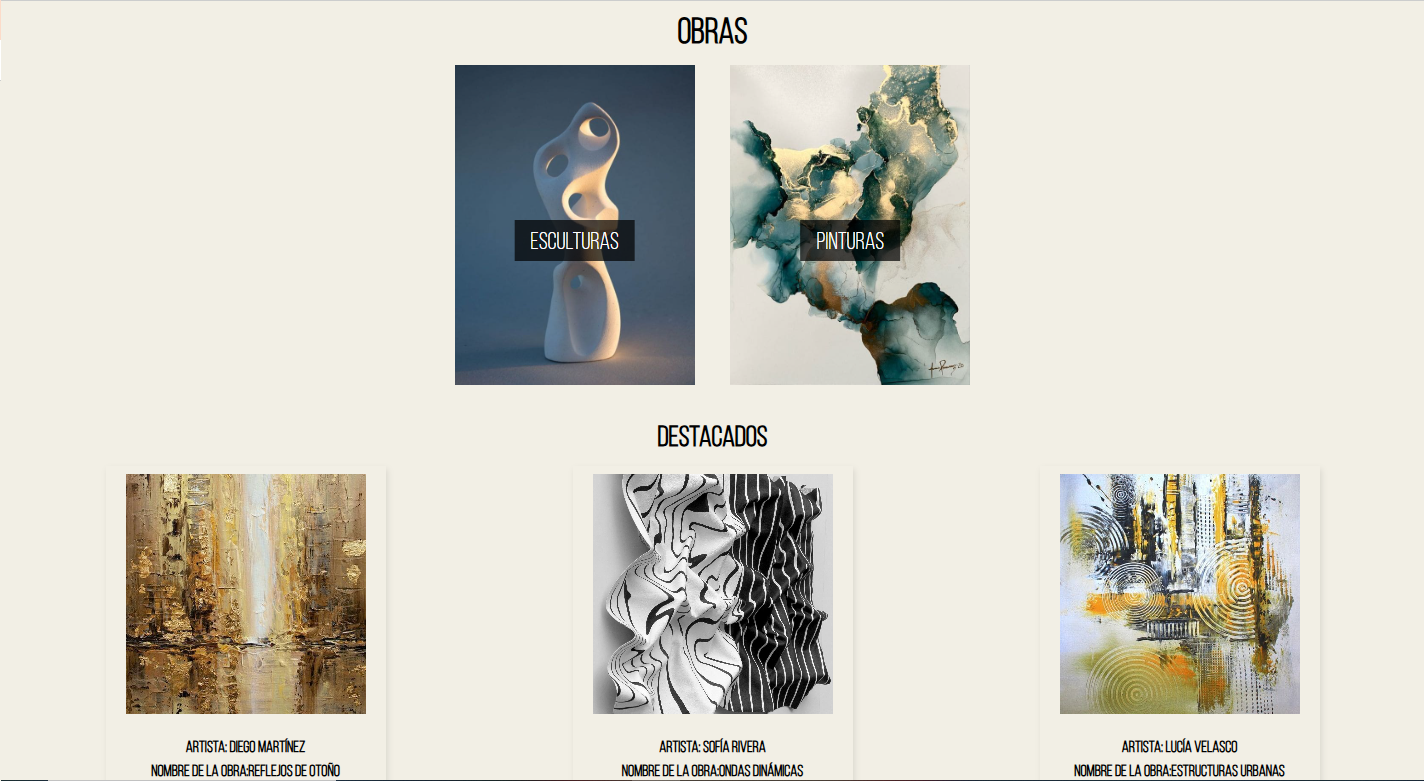 OBRAS
ESCULTURAS
PINTURAS
DESTACADOS
ARTISTA: DIEGO MARTÍNEZ
NOMBRE DE LA OBRA:REFLEJOS DE OTOÑO
ARTISTA: SOFÍA RIVERA
NOMBRE DE LA OBRA:ONDAS DINÁMICAS
ARTISTA: LUCÍA VELASCO
NOMBRE DE LA OBRA:ESTRUCTURAS URBANAS